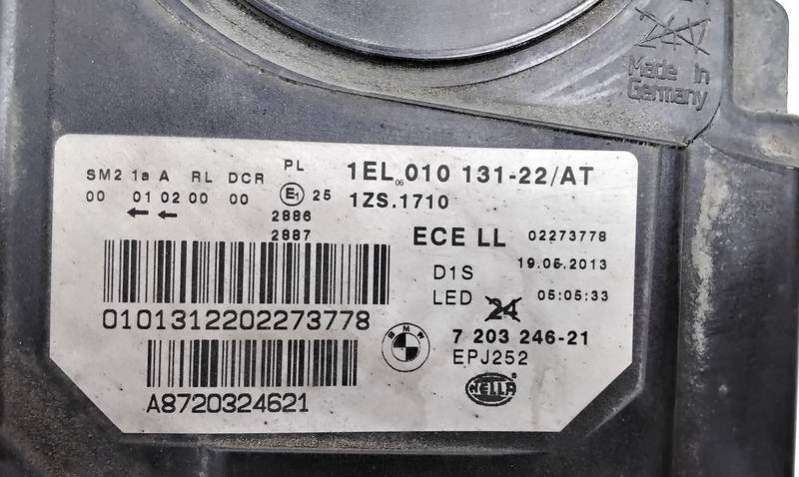 Made in
Germany
PL
1EL 06 010 131-22/AT
SM2 1a A RL DCR
E1 25
1ZS.1710
00 01 02 00 00
2886
2887
ECE LL 02273778
D1S 19.05.2013
LED 24 05:05:33
0101312202273778
BMW
7 203 246-21
EPJ252
HELLA
A8720324621